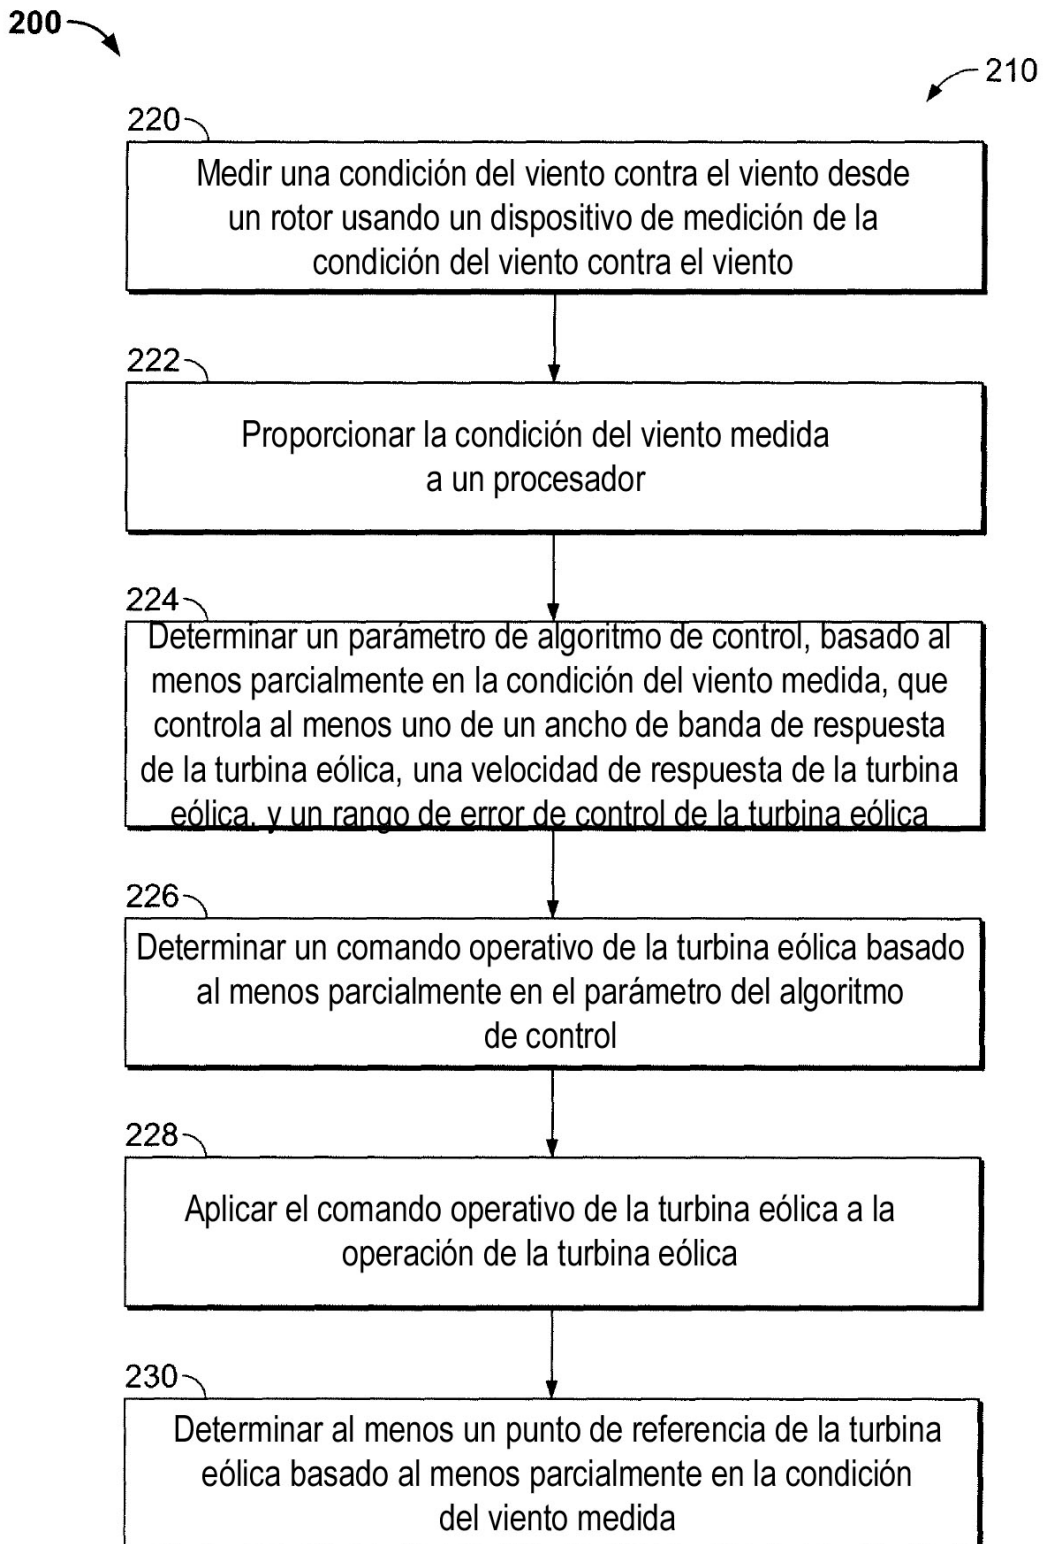 200
210
220
Medir una condición del viento contra el viento desde
un rotor usando un dispositivo de medición de la
condición del viento contra el viento
222
Proporcionar la condición del viento medida
a un procesador
224
Determinar un parámetro de algoritmo de control, basado al
menos parcialmente en la condición del viento medida, que
controla al menos uno de un ancho de banda de respuesta
de la turbina eólica, una velocidad de respuesta de la turbina
eólica, y un rango de error de control de la turbina eólica
226
Determinar un comando operativo de la turbina eólica basado
al menos parcialmente en el parámetro del algoritmo
de control
228
Aplicar el comando operativo de la turbina eólica a la
operación de la turbina eólica
230
Determinar al menos un punto de referencia de la turbina
eólica basado al menos parcialmente en la condición
del viento medida